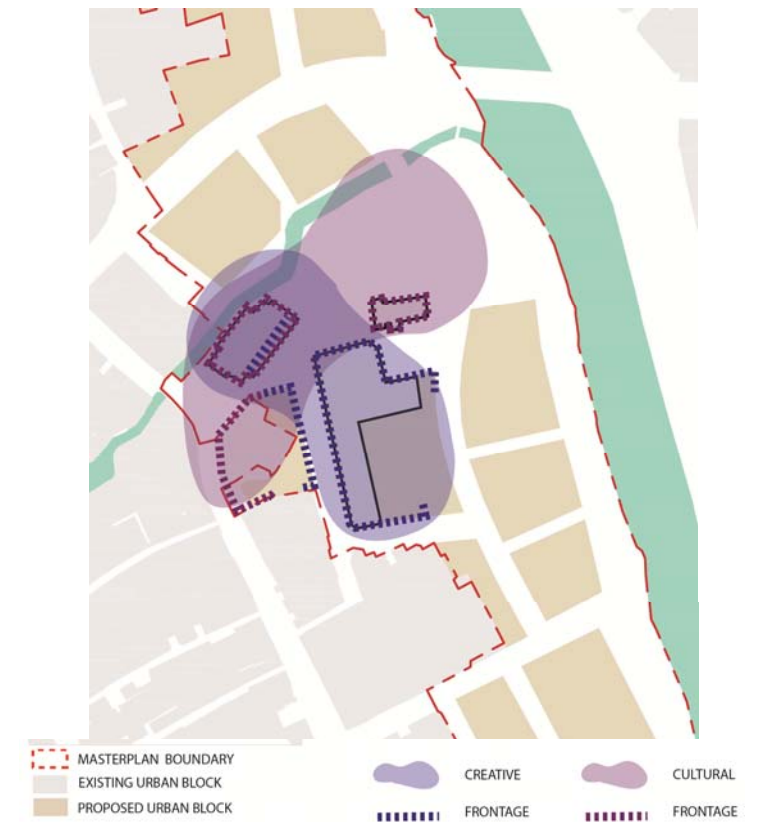 MASTERPLAN BOUNDARY
EXISTING URBAN BLOCK
PROPOSED URBAN BLOCK
CREATIVE
FRONTAGE
CULTURAL
FRONTAGE